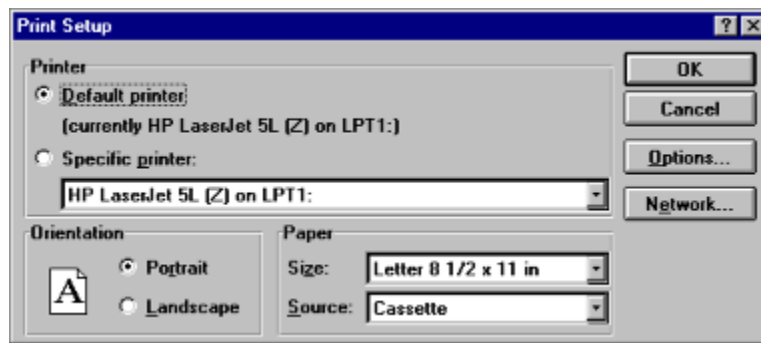 Print Setup
Printer
Default printer
(currently HP LaserJet 5L (Z) on LPT1:)
Specific printer:
HP LaserJet 5L (Z) on LPT1:
OK
Cancel
Options...
Network...
Orientation
A
Portrait
Landscape
Paper
Size: Letter 8 1/2 x 11 in
Source: Cassette